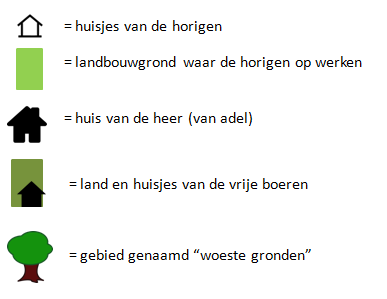 = huisjes van de horigen
= landbouwgrond waar de horigen op werken
= huis van de heer (van adel)
= land en huisjes van de vrije boeren
= gebied genaamd “woeste gronden”